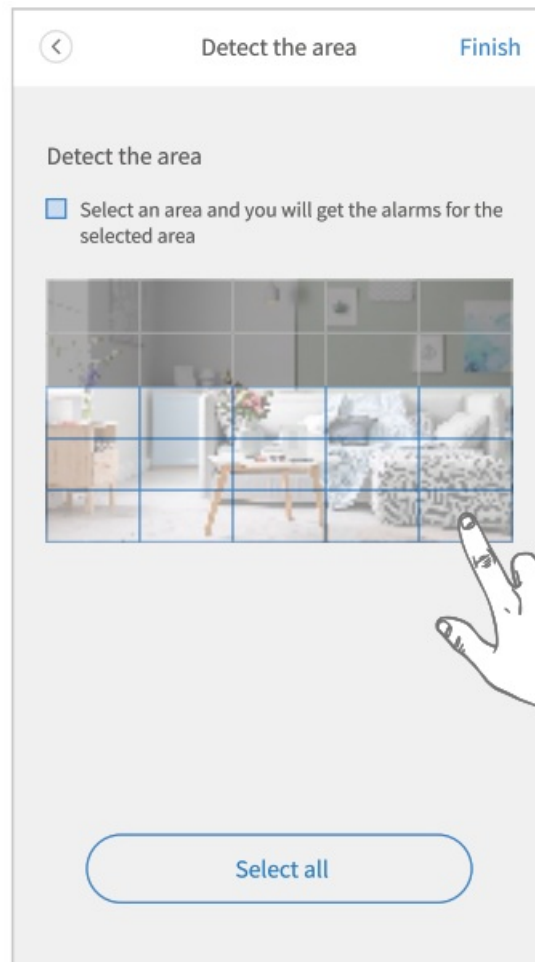 Detect the area
Finish
Detect the area
Select an area and you will get the alarms for the
selected area
Select all